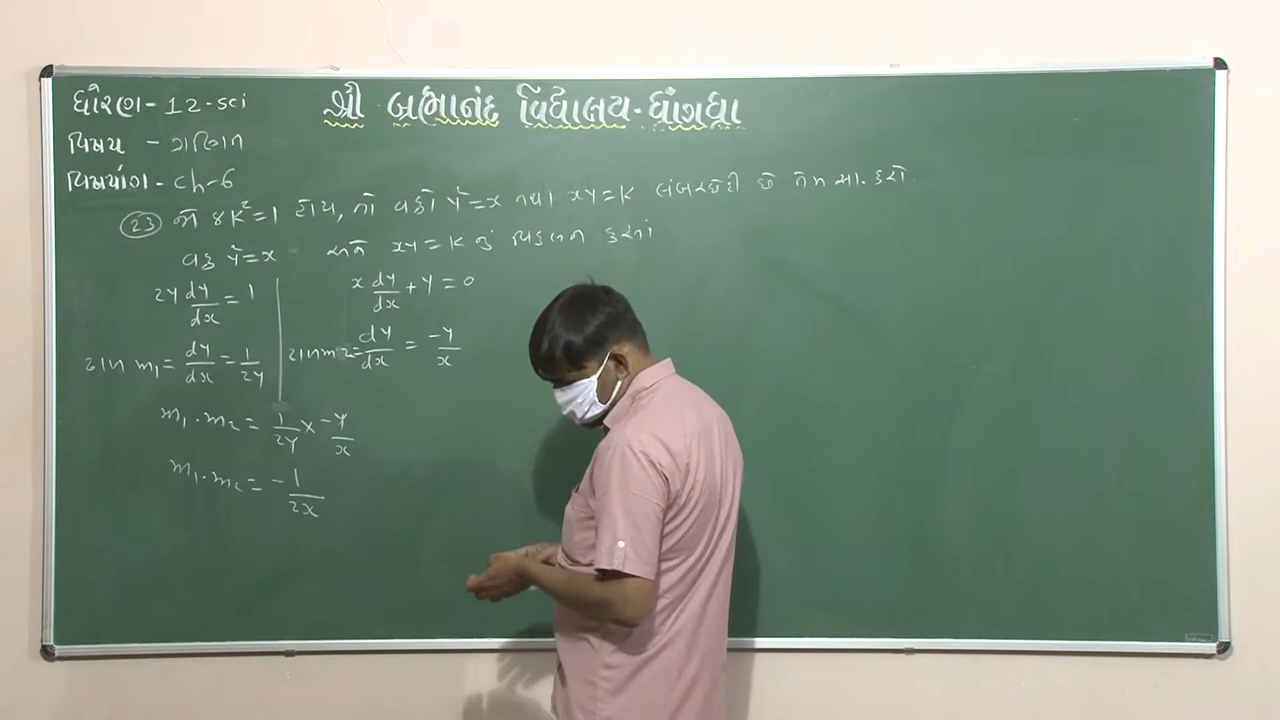 શ્રી બ્રહ્માનંદ વિદ્યાલય - ધ્રાંગધ્રા
ધોરણ - 12-sci
વિષય - ગણિત
વિષયાંગ - ch-6
(23) જો ૪K²=1 હોય, તો વક્રો y²=x તથા xy=K લંબચ્છેદી છે તેમ સા. કરો.
વક્ર y²=x અને xy=K નું વિકલન કરતાં
2y dy/dx = 1
x dy/dx + y = 0
ઢાળ m₁ = dy/dx = 1/2y
ઢાળ m₂ = dy/dx = -y/x
m₁·m₂ = 1/2y × -y/x
m₁·m₂ = -1/2x